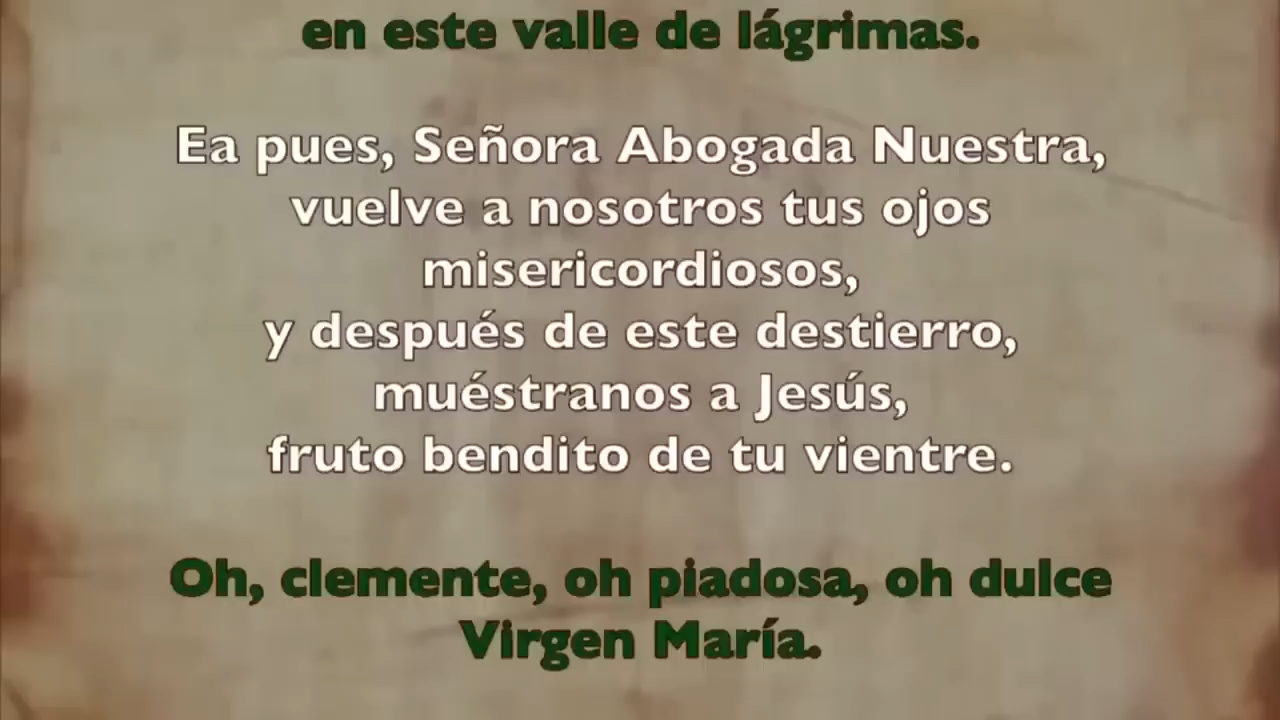 en este valle de lágrimas.
Ea pues, Señora Abogada Nuestra,
vuelve a nosotros tus ojos
misericordiosos,
y después de este destierro,
muéstranos a Jesús,
fruto bendito de tu vientre.
Oh, clemente, oh piadosa, oh dulce
Virgen María.